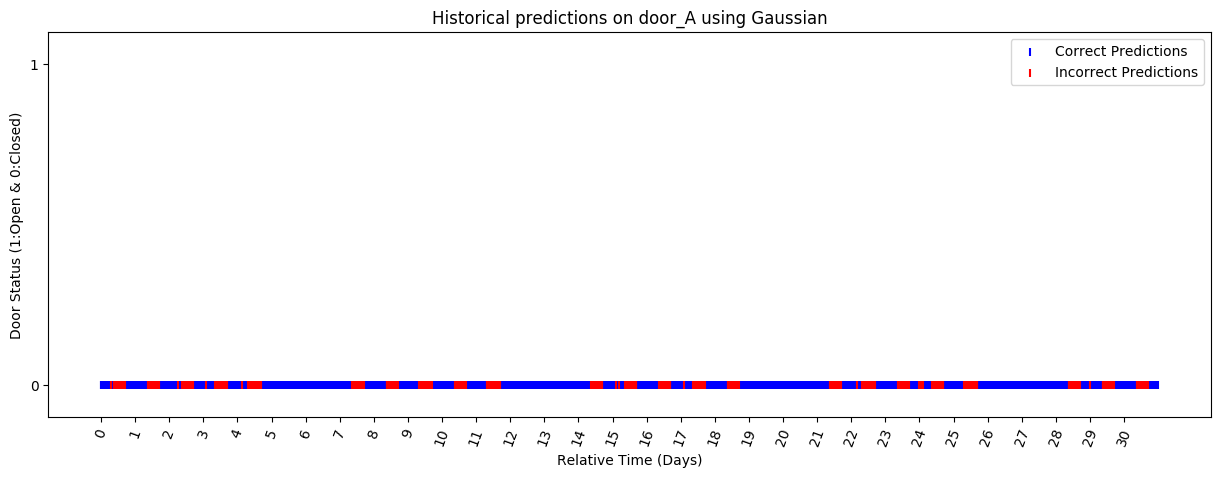 Historical predictions on door_A using Gaussian
Correct Predictions
Incorrect Predictions
Door Status (1:Open & 0:Closed)
1
0
0 1 2 3 4 5 6 7 8 9 10 11 12 13 14 15 16 17 18 19 20 21 22 23 24 25 26 27 28 29 30
Relative Time (Days)